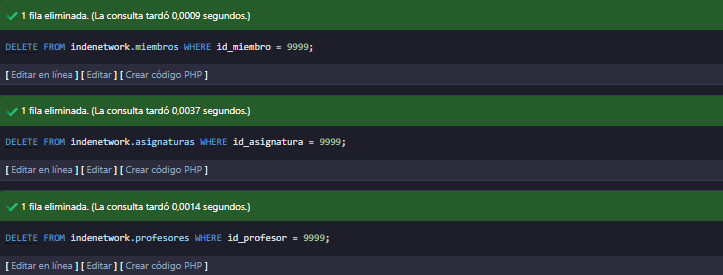 1 fila eliminada. (La consulta tardó 0,0009 segundos.)
DELETE FROM indenetwork.miembros WHERE id_miembro = 9999;
[ Editar en línea ] [ Editar ] [ Crear código PHP ]
1 fila eliminada. (La consulta tardó 0,0037 segundos.)
DELETE FROM indenetwork.asignaturas WHERE id_asignatura = 9999;
[ Editar en línea ] [ Editar ] [ Crear código PHP ]
1 fila eliminada. (La consulta tardó 0,0014 segundos.)
DELETE FROM indenetwork.profesores WHERE id_profesor = 9999;
[ Editar en línea ] [ Editar ] [ Crear código PHP ]